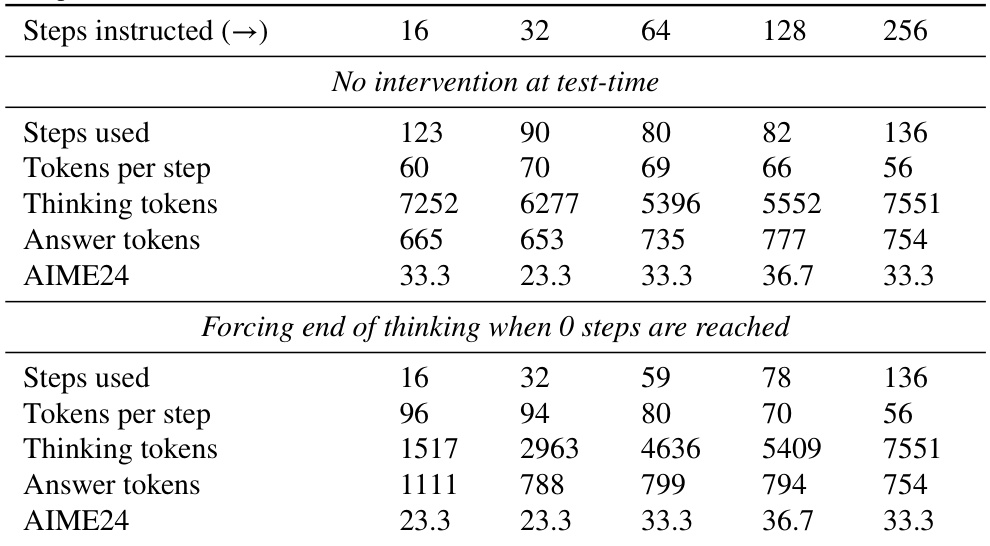 Steps instructed (→) 16 32 64 128 256
No intervention at test-time
Steps used 123 90 80 82 136
Tokens per step 60 70 69 66 56
Thinking tokens 7252 6277 5396 5552 7551
Answer tokens 665 653 735 777 754
AIME24 33.3 23.3 33.3 36.7 33.3
Forcing end of thinking when 0 steps are reached
Steps used 16 32 59 78 136
Tokens per step 96 94 80 70 56
Thinking tokens 1517 2963 4636 5409 7551
Answer tokens 1111 788 799 794 754
AIME24 23.3 23.3 33.3 36.7 33.3